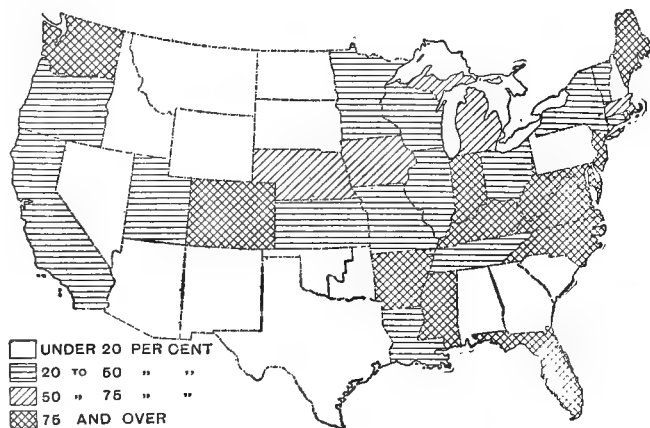 UNDER 20 PER CENT
20 TO 50 " "
50 " 75 " "
75 AND OVER